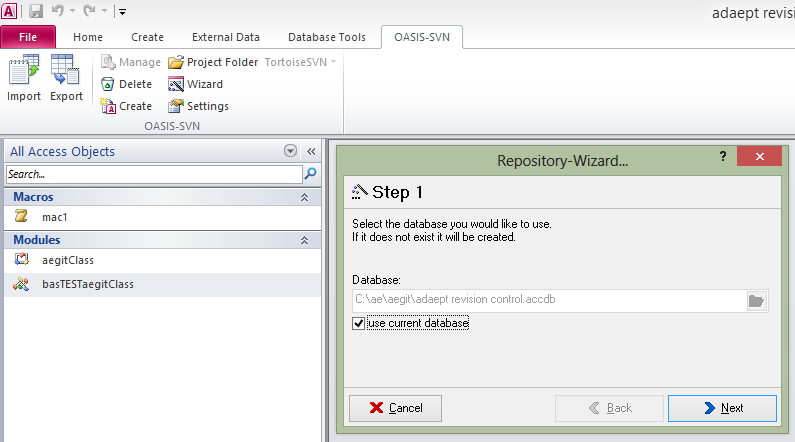 adaept revisi
File Home Create External Data Database Tools OASIS-SVN
Import Export
Manage Project Folder TortoiseSVN
Delete Wizard
Create Settings
OASIS-SVN
All Access Objects
Search...
Macros
mac1
Modules
aegitClass
basTESTaegitClass
Repository-Wizard... ?
Step 1
Select the database you would like to use.
If it does not exist it will be created.
Database:
C:\ae\aegit\adaept revision control.accdb
use current database
Cancel Back Next